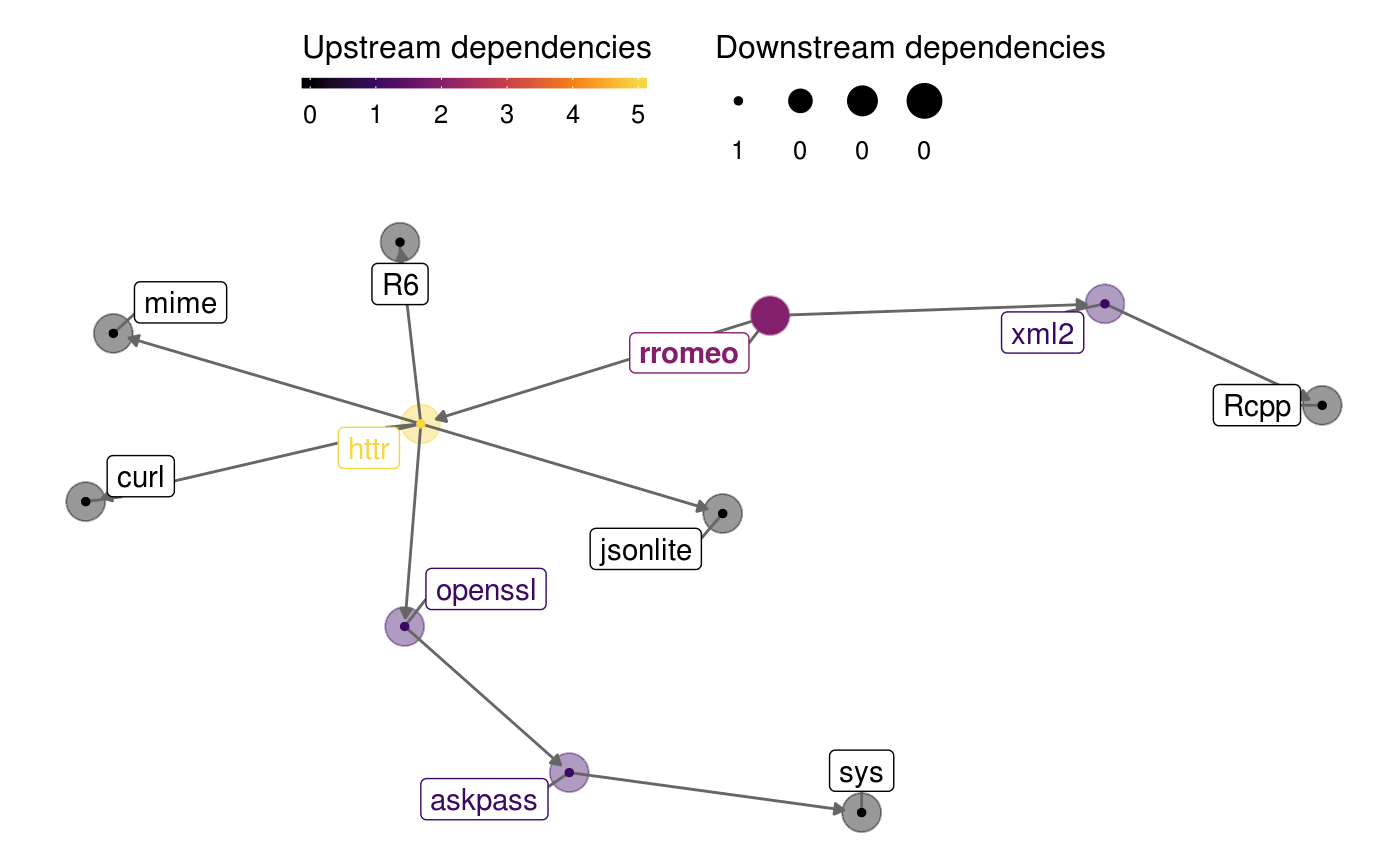 Upstream dependencies
0 1 2 3 4 5
Downstream dependencies
1 0 0 0
R6
mime
rromeo
xml2
Rcpp
httr
curl
jsonlite
openssl
sys
askpass